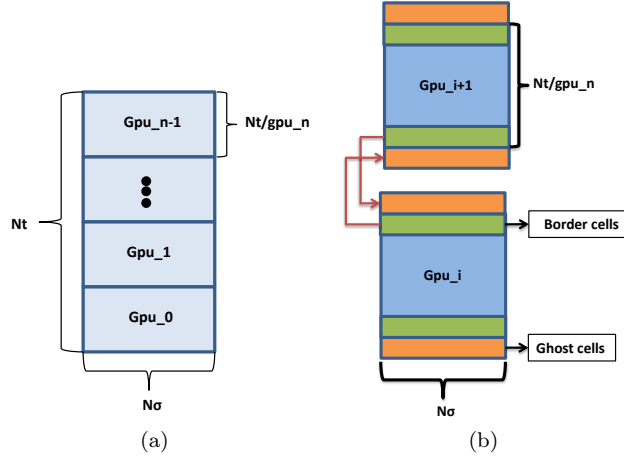 Gpu_n-1
Nt/gpu_n
Nt
Gpu_1
Gpu_0
Nσ
(a)
Gpu_i+1
Nt/gpu_n
Border cells
Gpu_i
Ghost cells
Nσ
(b)